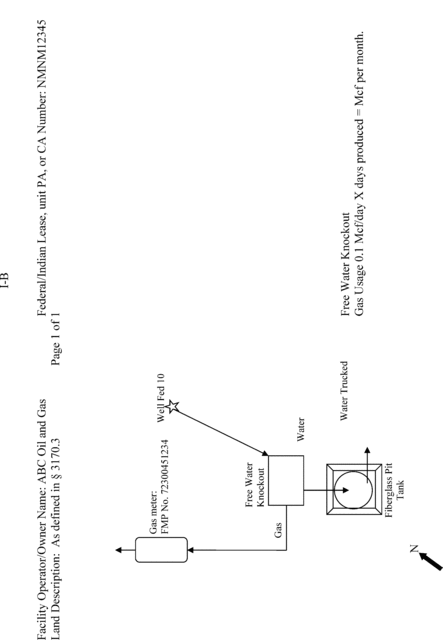 I-B
Facility Operator/Owner Name: ABC Oil and Gas
Federal/Indian Lease, unit PA, or CA Number: NMNM12345
Land Description: As defined in § 3170.3
Page 1 of 1
Gas meter:
FMP No. 72300451234
Well Fed 10
Free Water
Knockout
Gas
Water
Water Trucked
Fiberglass Pit
Tank
N
Free Water Knockout
Gas Usage 0.1 Mcf/day X days produced = Mcf per month.